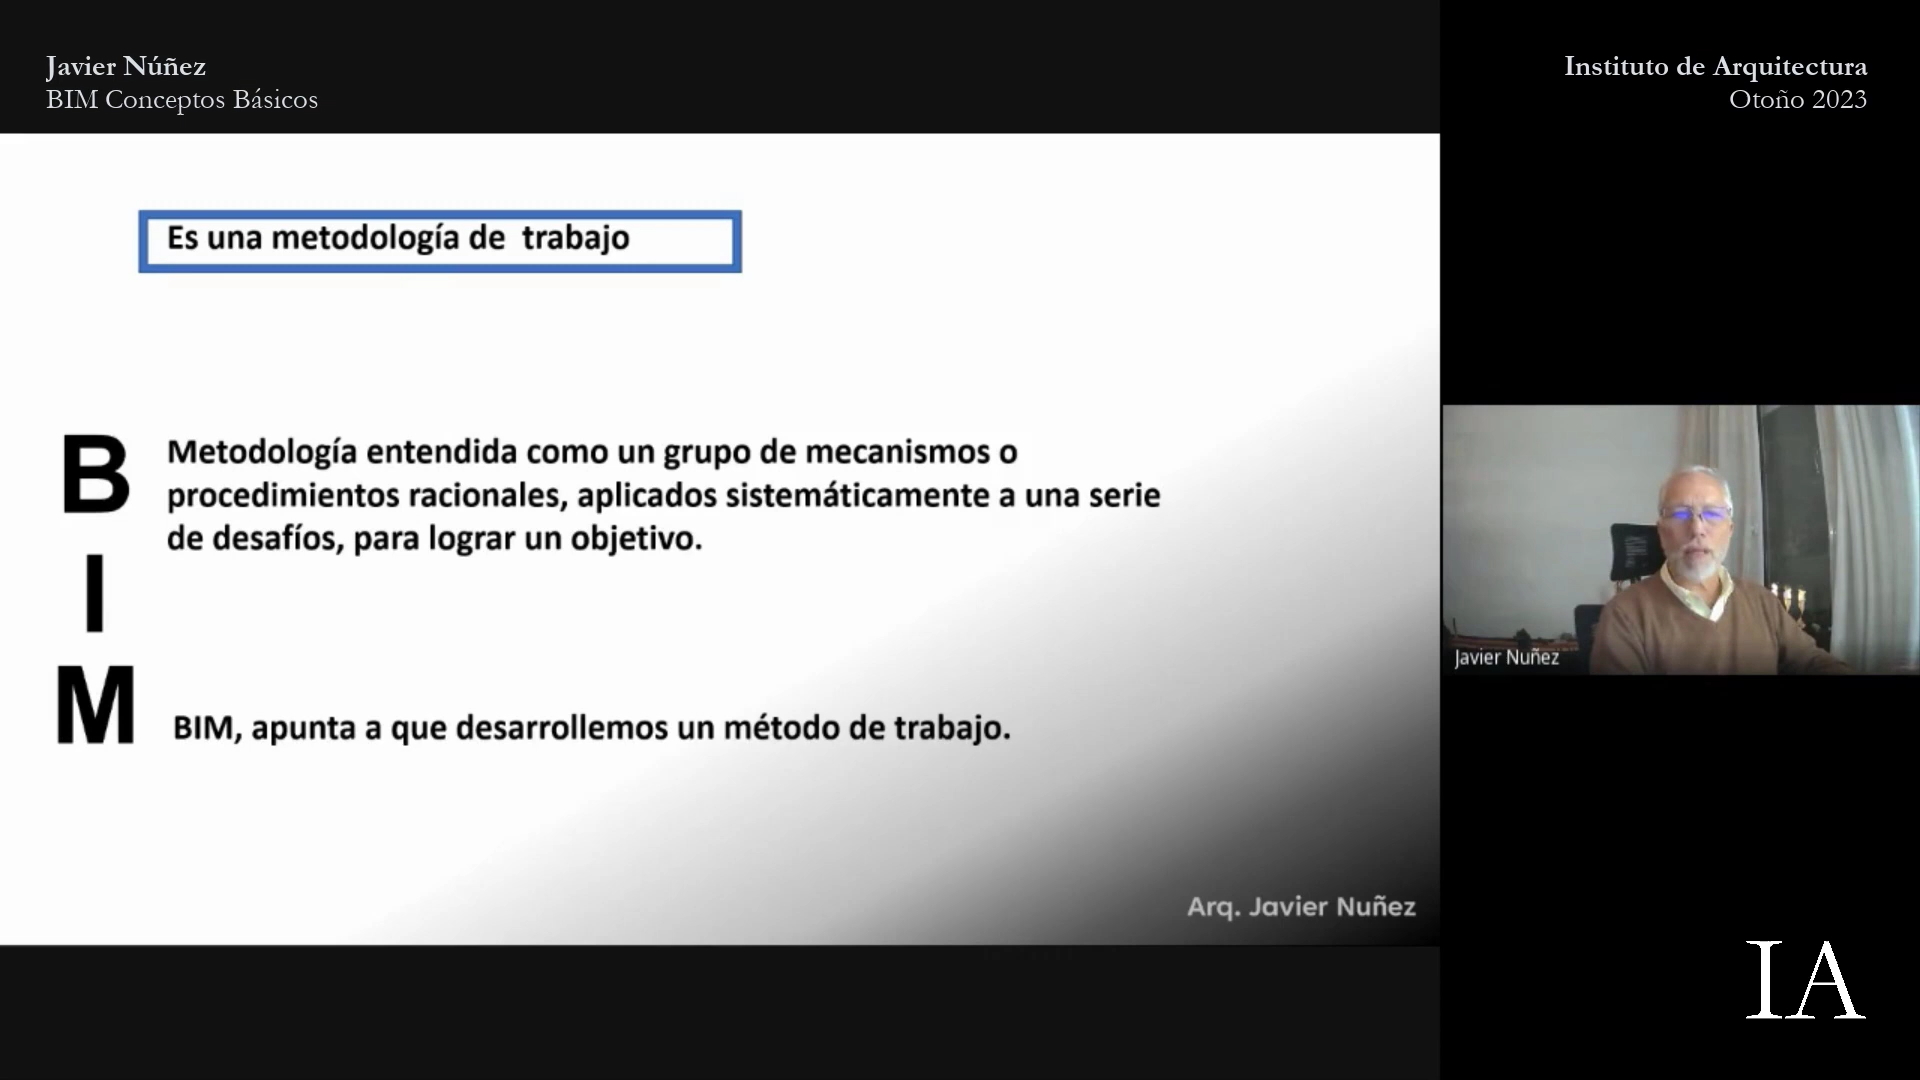 Javier Núñez
BIM Conceptos Básicos
Instituto de Arquitectura
Otoño 2023
Es una metodología de trabajo
B
I
M
Metodología entendida como un grupo de mecanismos o
procedimientos racionales, aplicados sistemáticamente a una serie
de desafíos, para lograr un objetivo.
BIM, apunta a que desarrollemos un método de trabajo.
Arq. Javier Nuñez
Javier Nuñez
IA